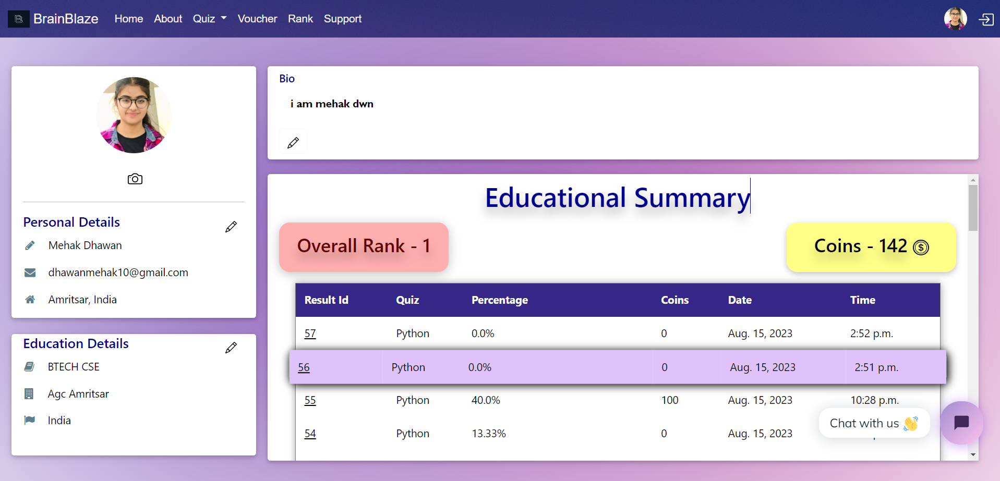 BrainBlaze Home About Quiz Voucher Rank Support
Bio
i am mehak dwn
Personal Details
Mehak Dhawan
dhawanmehak10@gmail.com
Amritsar, India
Education Details
BTECH CSE
Agc Amritsar
India
Educational Summary
Overall Rank - 1
Coins - 142
Result Id Quiz Percentage Coins Date Time
57 Python 0.0% 0 Aug. 15, 2023 2:52 p.m.
56 Python 0.0% 0 Aug. 15, 2023 2:51 p.m.
55 Python 40.0% 100 Aug. 15, 2023 10:28 p.m.
54 Python 13.33% 0 Aug. 15, 2023
Chat with us 👋